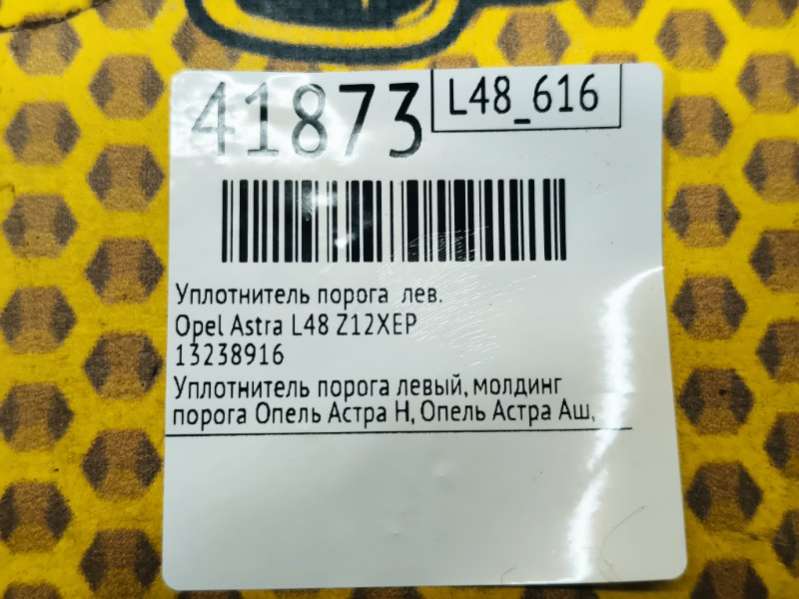 41873
L48_616
Уплотнитель порога лев.
Opel Astra L48 Z12XEP
13238916
Уплотнитель порога левый, молдинг
порога Опель Астра H, Опель Астра Аш,